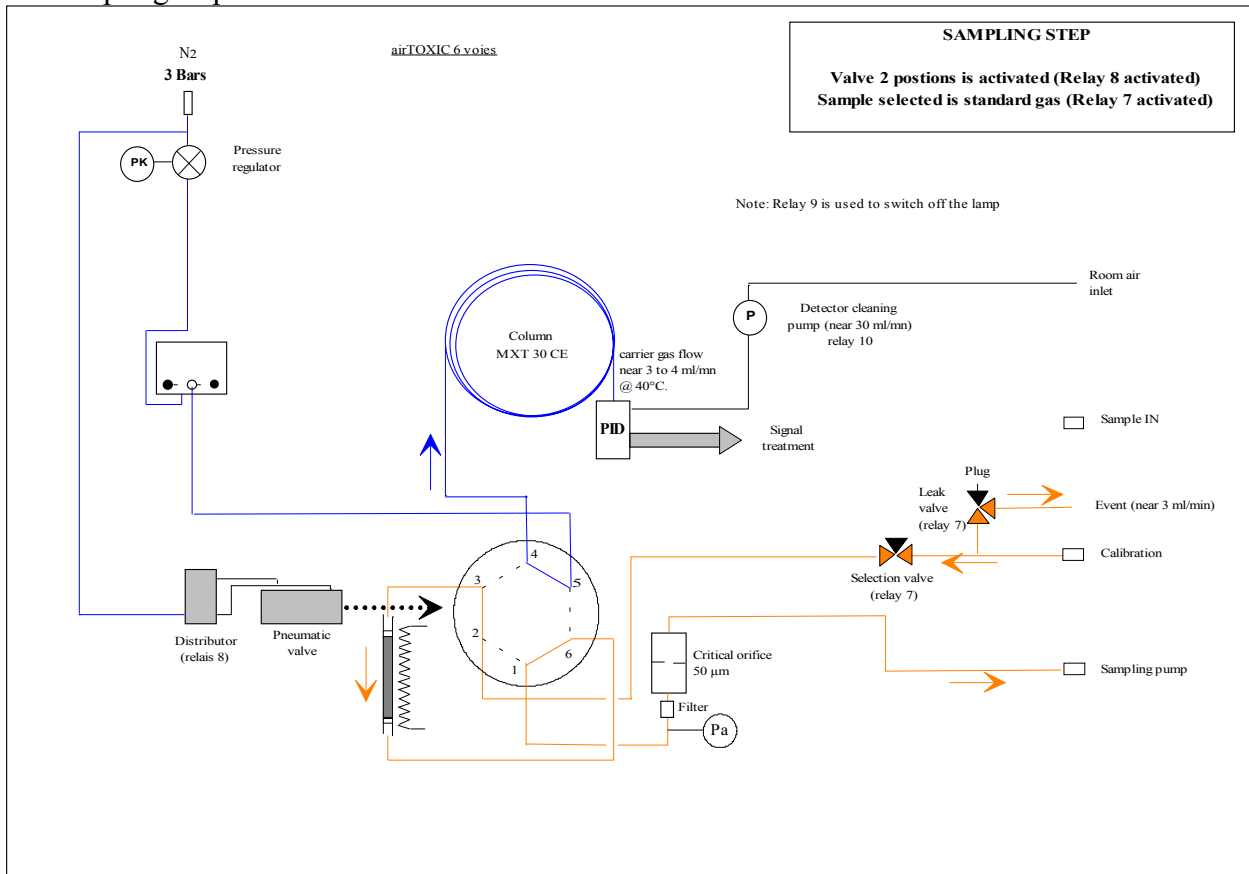 SAMPLING STEP
Valve 2 postions is activated (Relay 8 activated)
Sample selected is standard gas (Relay 7 activated)
airTOXIC 6 voies
N2
3 Bars
PK
Pressure
regulator
Note: Relay 9 is used to switch off the lamp
Room air
inlet
P
Detector cleaning
pump (near 30 ml/mn)
relay 10
Column
MXT 30 CE
carrier gas flow
near 3 to 4 ml/mn
@ 40°C.
PID
Signal
treatment
Sample IN
Plug
Leak
valve
(relay 7)
Event (near 3 ml/min)
Calibration
Selection valve
(relay 7)
4
3
5
2
6
1
Distributor
(relais 8)
Pneumatic
valve
Critical orifice
50 µm
Filter
Pa
Sampling pump